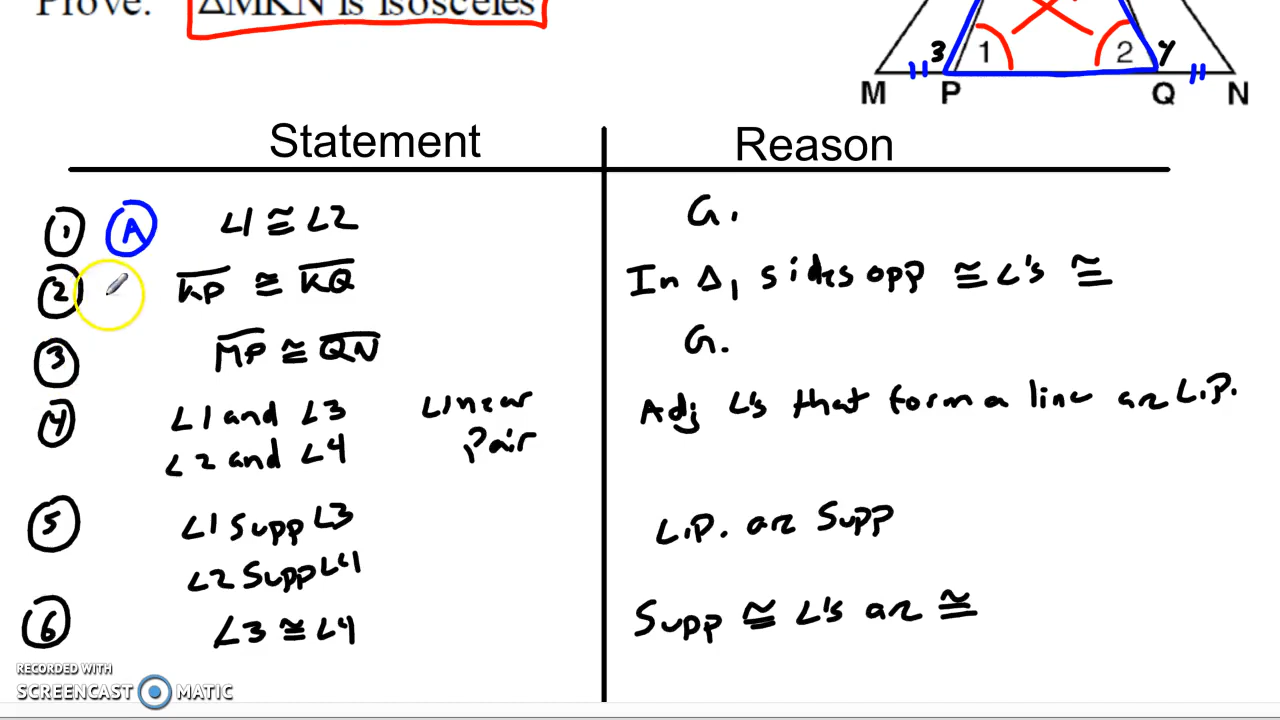 Prove: ΔMKN is isosceles
3 1 2 4
M P Q N
Statement Reason
① Ⓐ ∠1 ≅ ∠2 G.
② KP ≅ KQ In Δ, sides opp ≅ ∠'s ≅
③ MP ≅ QN G.
④ ∠1 and ∠3 Linear Adj ∠'s that form a line are L.P.
∠2 and ∠4 Pair
⑤ ∠1 Supp ∠3 L.P. are Supp
∠2 Supp ∠4
⑥ ∠3 ≅ ∠4 Supp ≅ ∠'s are ≅
RECORDED WITH
SCREENCAST MATIC